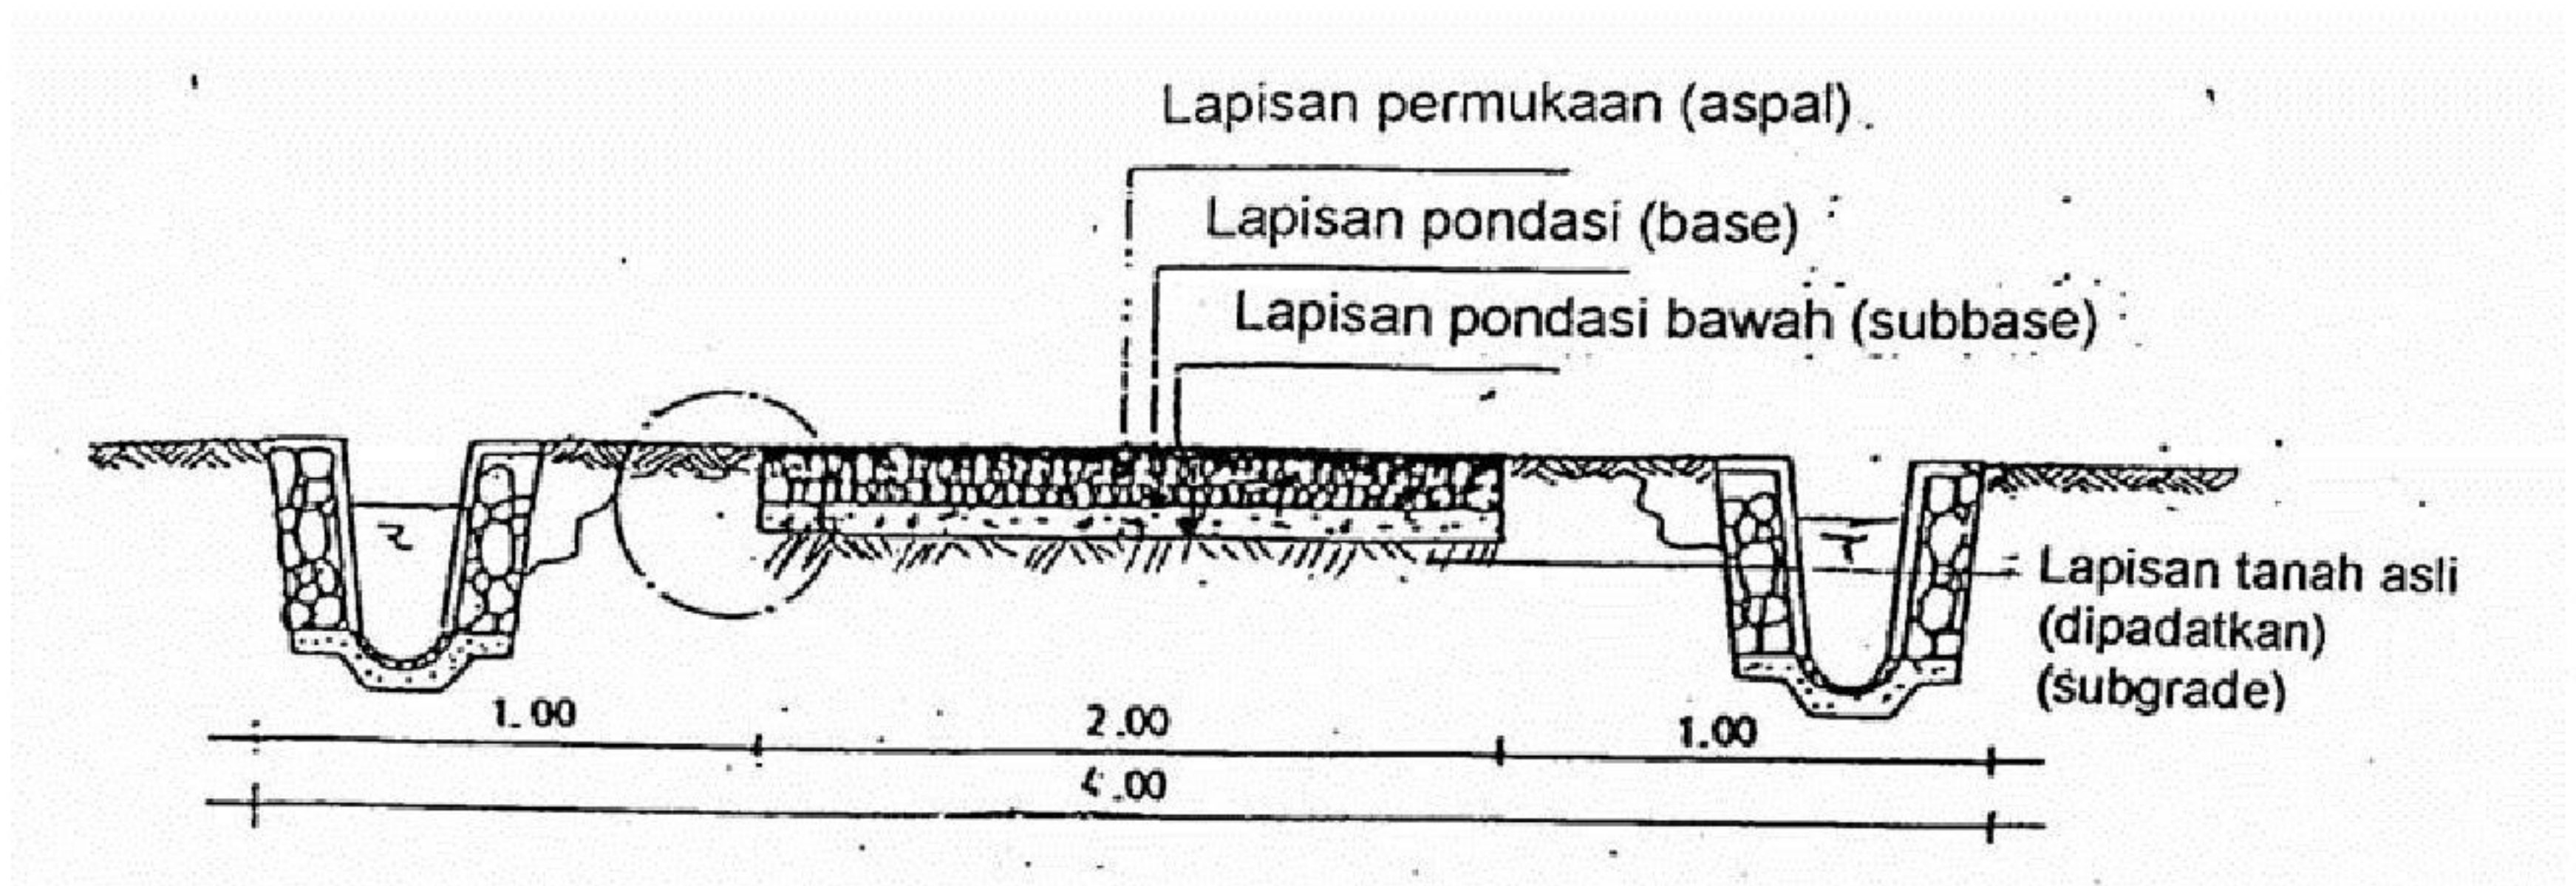 Lapisan permukaan (aspal)
Lapisan pondasi (base)
Lapisan pondasi bawah (subbase)
Lapisan tanah asli
(dipadatkan)
(subgrade)
1.00
2.00
1.00
4.00